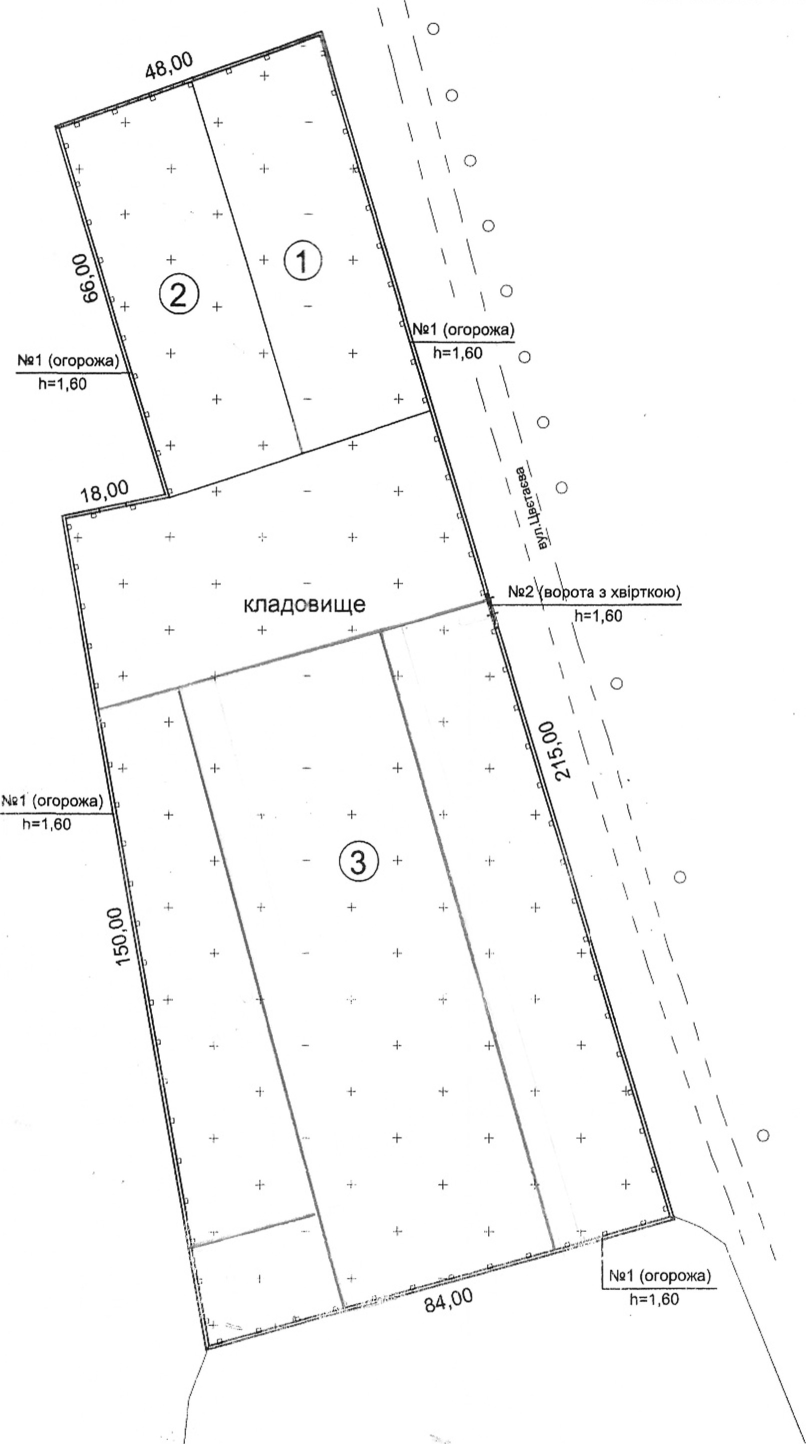 48,00
1
2
66,00
№1 (огорожа)
h=1,60
№1 (огорожа)
h=1,60
18,00
вул.Цвєтаєва
№2 (ворота з хвірткою)
h=1,60
кладовище
215,00
№1 (огорожа)
h=1,60
3
150,00
№1 (огорожа)
h=1,60
84,00